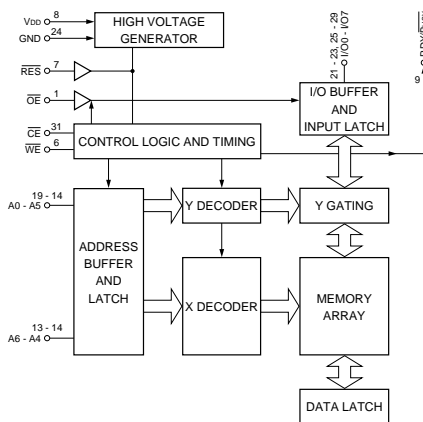 VDD 8
GND 24
HIGH VOLTAGE
GENERATOR
RES 7
OE 1
CE 31
WE 6
CONTROL LOGIC AND TIMING
21 - 23, 25 - 29
I/O0 - I/O7
9
I/O BUFFER
AND
INPUT LATCH
19 - 14
A0 - A5
ADDRESS
BUFFER
AND
LATCH
Y DECODER
Y GATING
X DECODER
MEMORY
ARRAY
13 - 14
A6 - A4
DATA LATCH